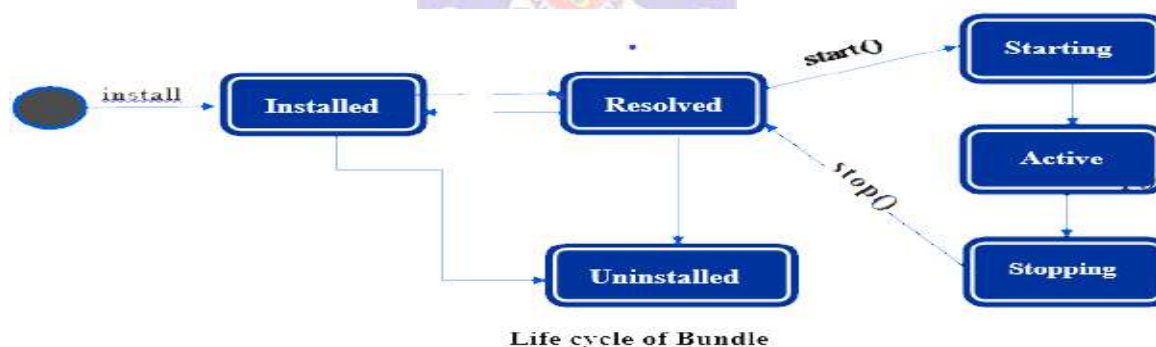 install
Installed
Resolved
start()
Starting
Active
stop()
Stopping
Uninstalled
Life cycle of Bundle